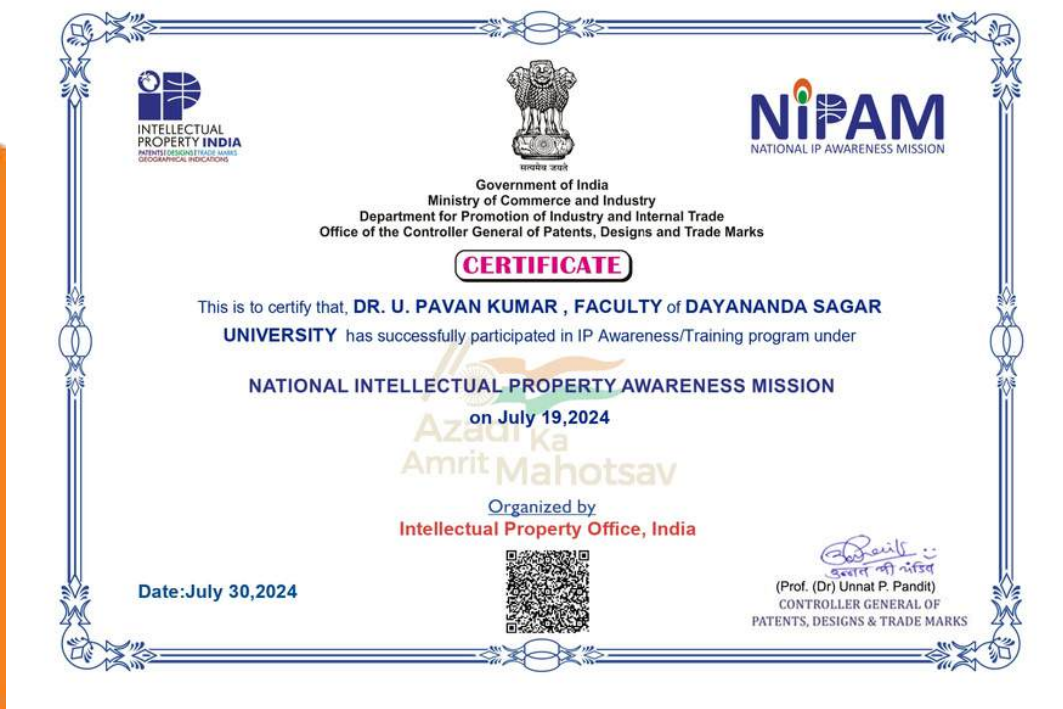 INTELLECTUAL
PROPERTY INDIA
PATENTS | DESIGNS | TRADE MARKS
GEOGRAPHICAL INDICATIONS
सत्यमेव जयते
NiPAM
NATIONAL IP AWARENESS MISSION
Government of India
Ministry of Commerce and Industry
Department for Promotion of Industry and Internal Trade
Office of the Controller General of Patents, Designs and Trade Marks
CERTIFICATE
This is to certify that, DR. U. PAVAN KUMAR , FACULTY of DAYANANDA SAGAR
UNIVERSITY has successfully participated in IP Awareness/Training program under
NATIONAL INTELLECTUAL PROPERTY AWARENESS MISSION
on July 19,2024
Azadi Ka
Amrit Mahotsav
Organized by
Intellectual Property Office, India
Date:July 30,2024
उन्नत पी पंडित
(Prof. (Dr) Unnat P. Pandit)
CONTROLLER GENERAL OF
PATENTS, DESIGNS & TRADE MARKS